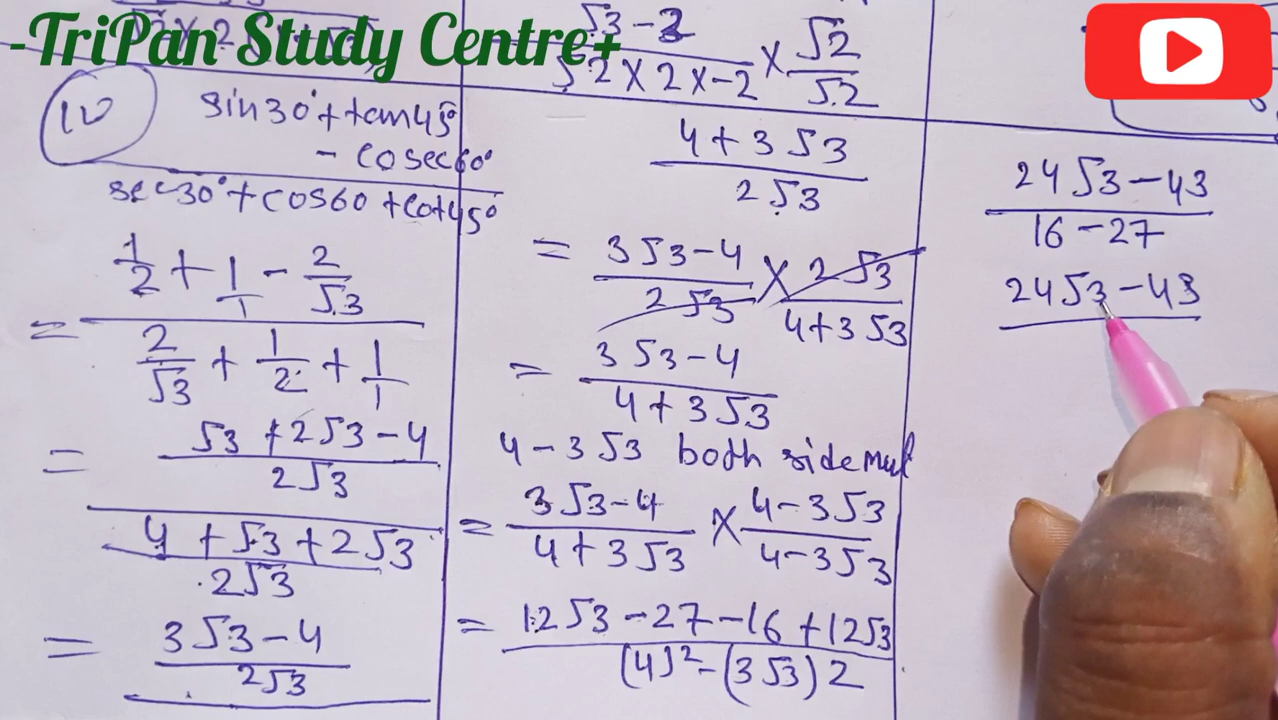 -TriPan Study Centre+
√3 - 2
√2 × 2 × -2 × √2
√2
iv
sin30° + tan45°
- cosec60°
sec30° + cos60 + cot45°
= 1/2 + 1/1 - 2/√3
2/√3 + 1/2 + 1/1
= √3 + 2√3 - 4
2√3
4 + √3 + 2√3
2√3
= 3√3 - 4
2√3
4 + 3√3
2√3
= 3√3 - 4 × 2√3
2√3 4 + 3√3
= 3√3 - 4
4 + 3√3
4 - 3√3 both side mul
= 3√3 - 4 × 4 - 3√3
4 + 3√3 4 - 3√3
= 12√3 - 27 - 16 + 12√3
(4)² - (3√3)2
24√3 - 43
16 - 27
24√3 - 43